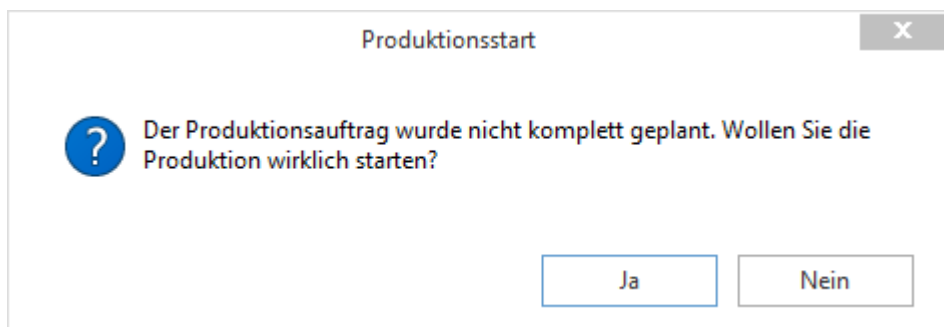 Produktionsstart
x
?
Der Produktionsauftrag wurde nicht komplett geplant. Wollen Sie die
Produktion wirklich starten?
Ja
Nein